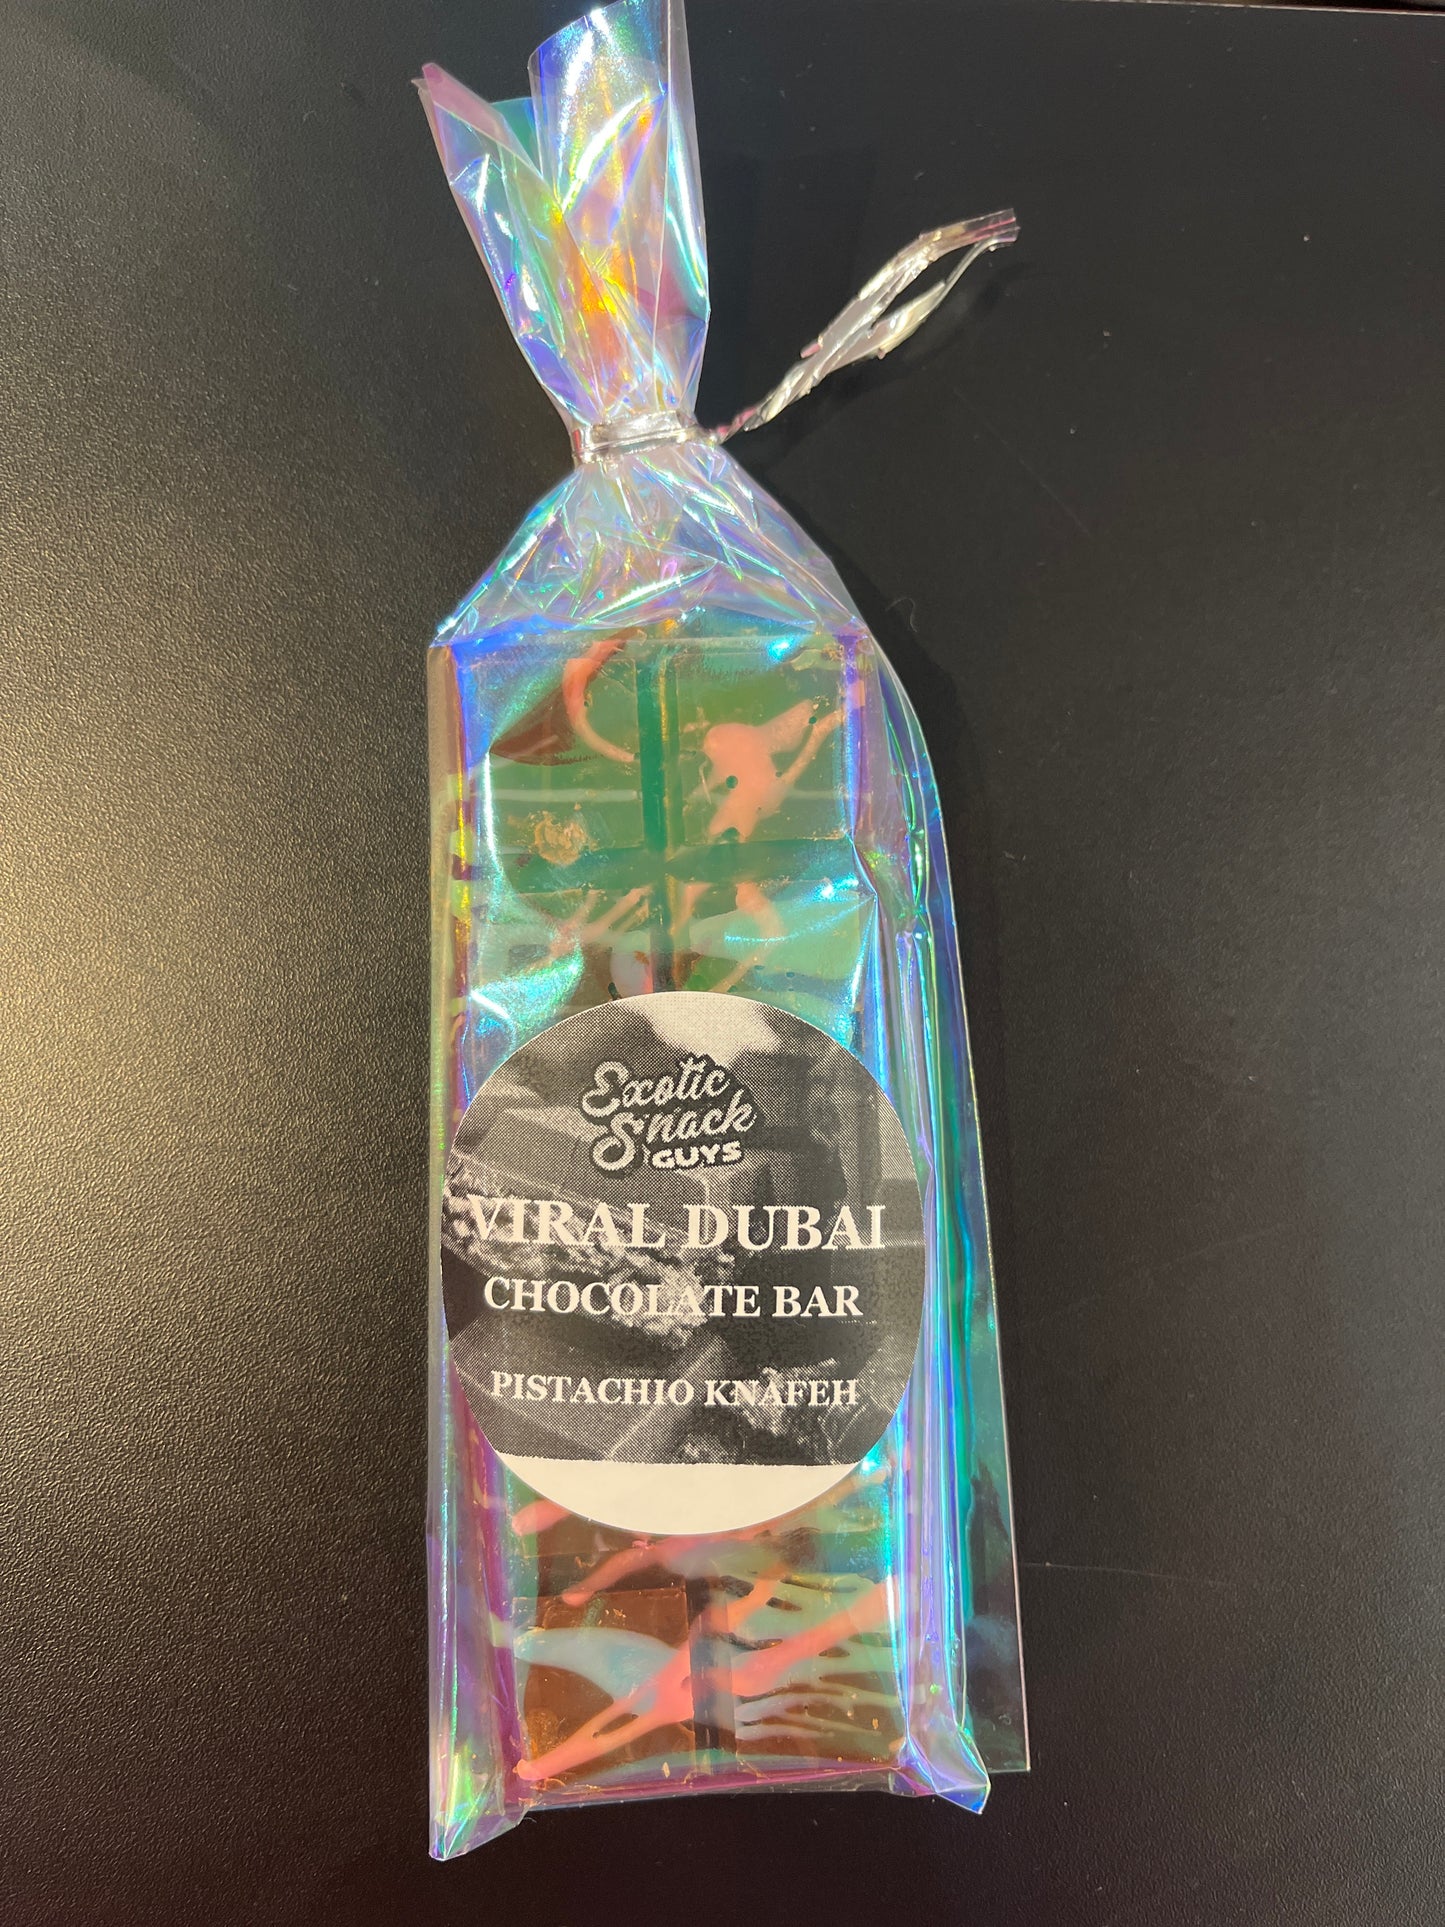 Exotic
Snack
GUYS
VIRAL DUBAI
CHOCOLATE BAR
PISTACHIO KNAFEH